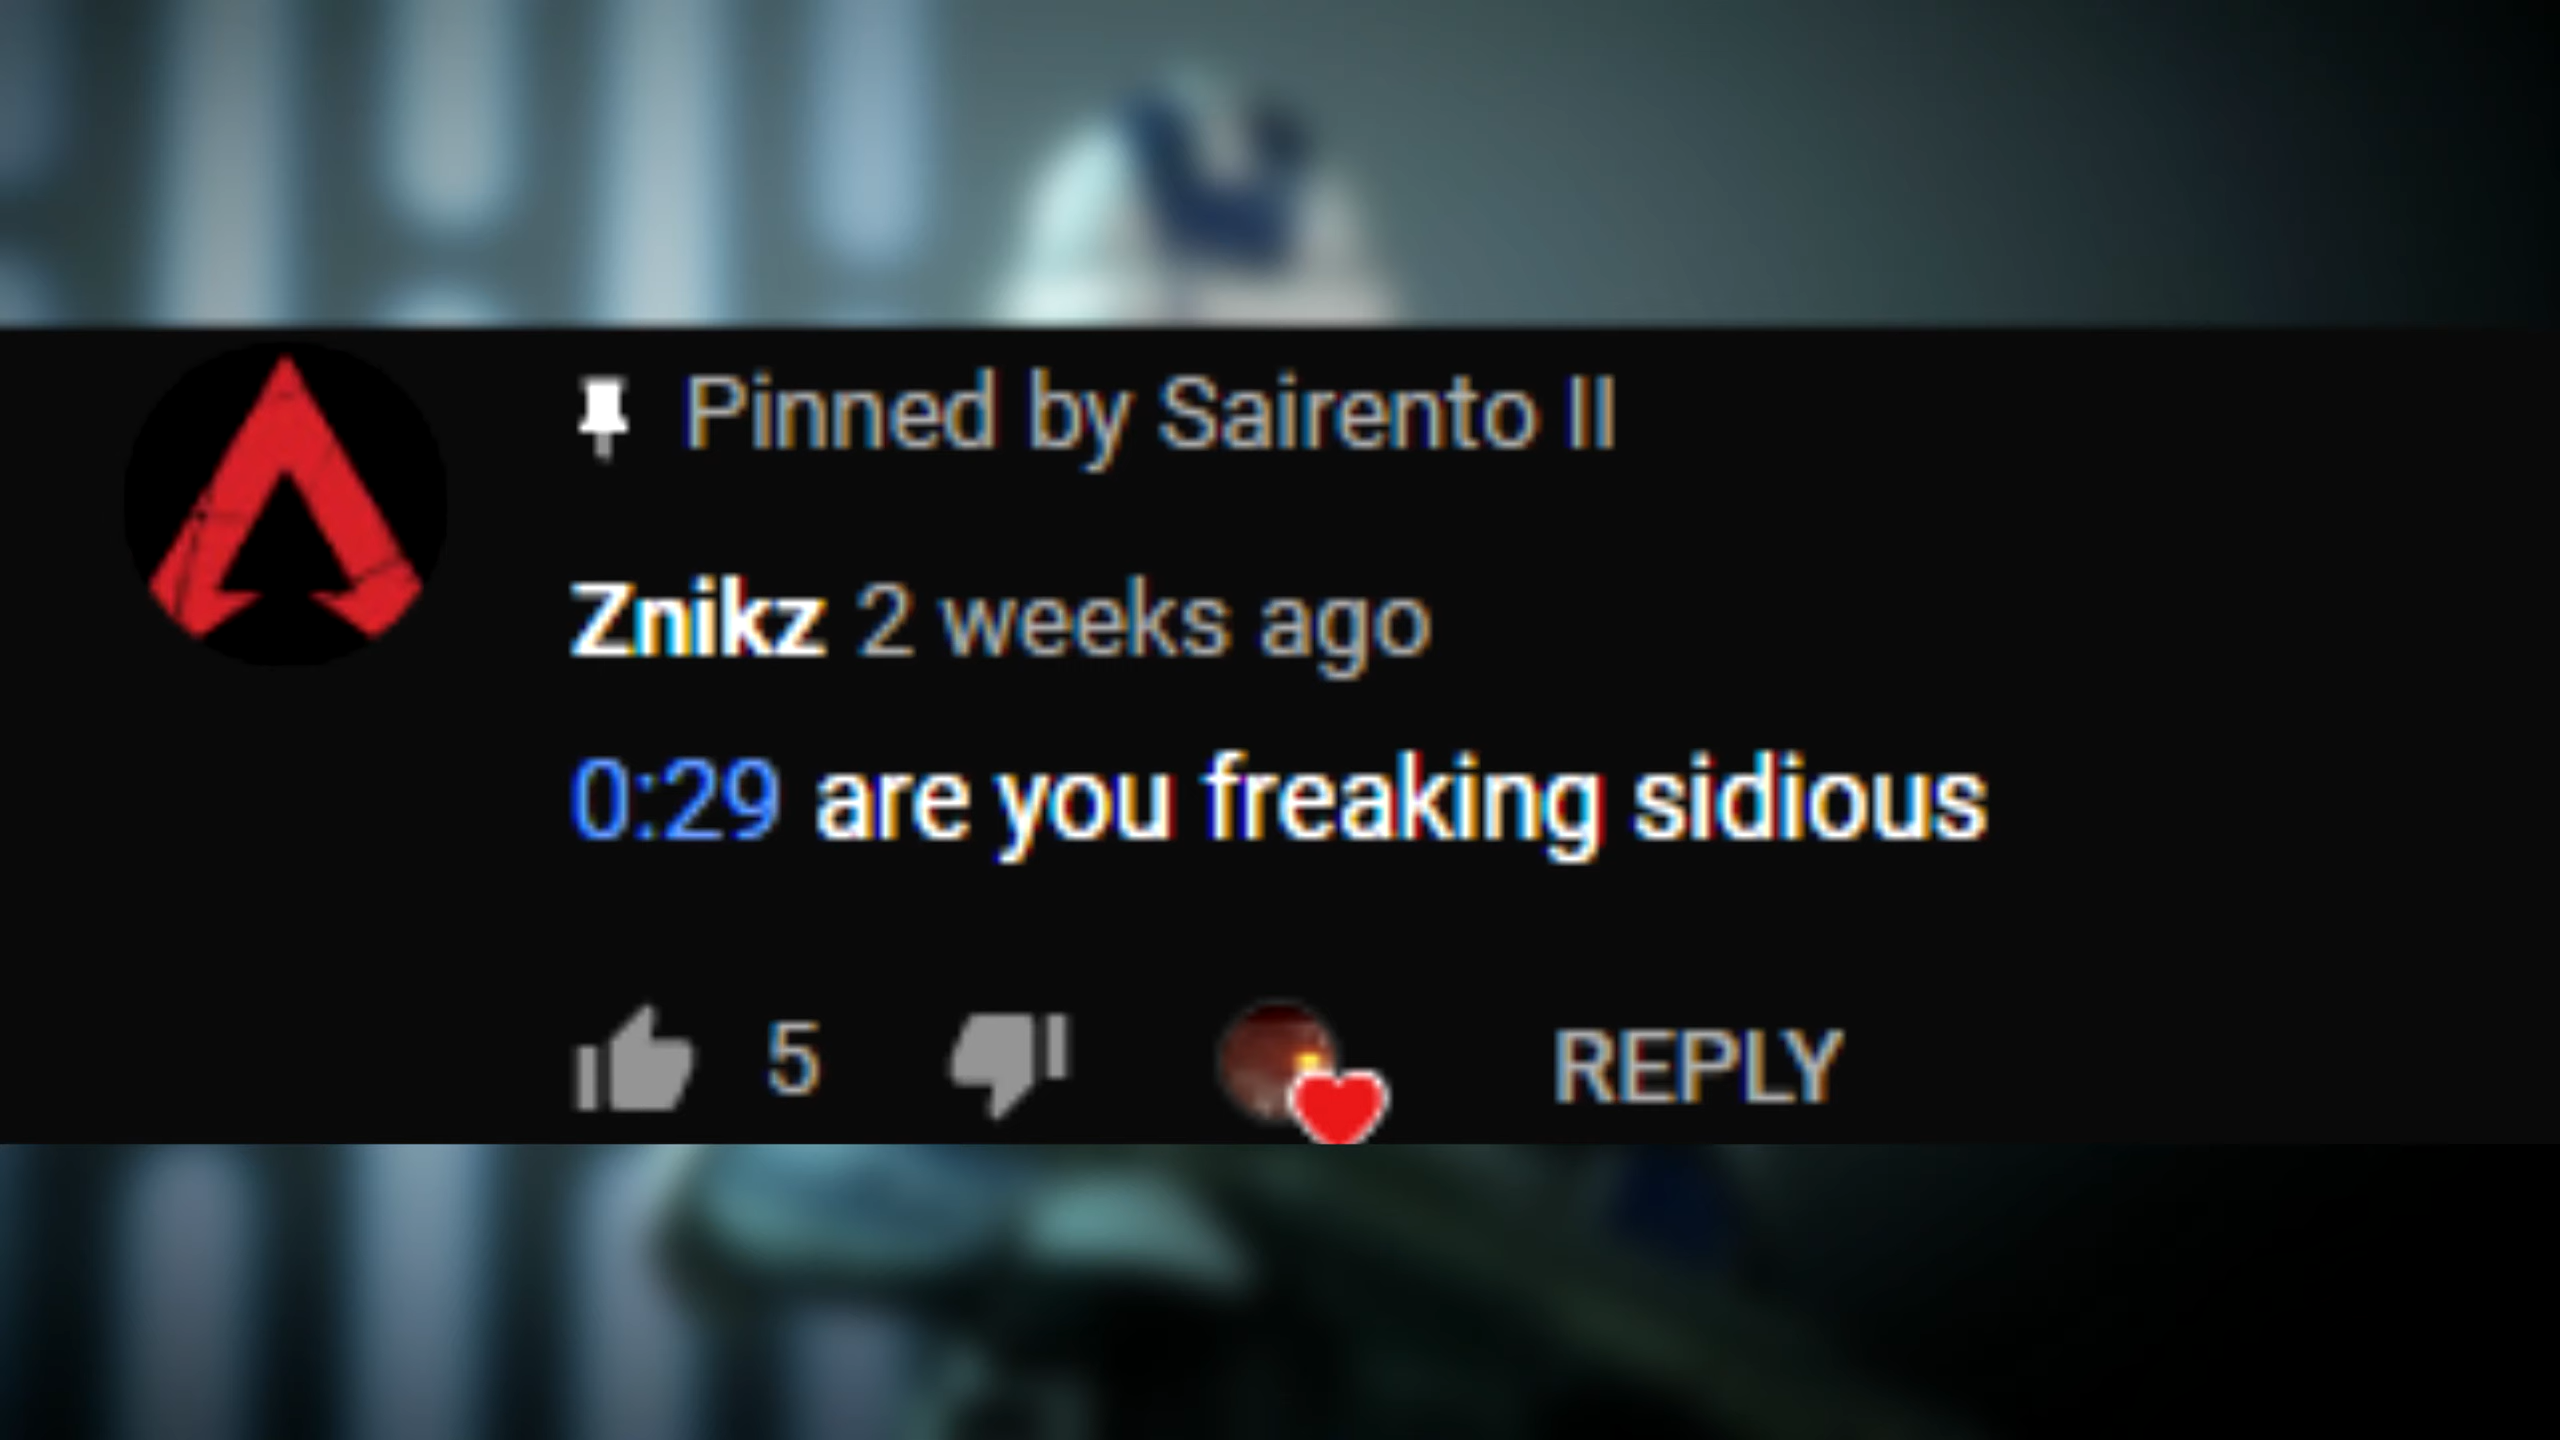 Pinned by Sairento II
Znikz 2 weeks ago
0:29 are you freaking sidious
5 REPLY